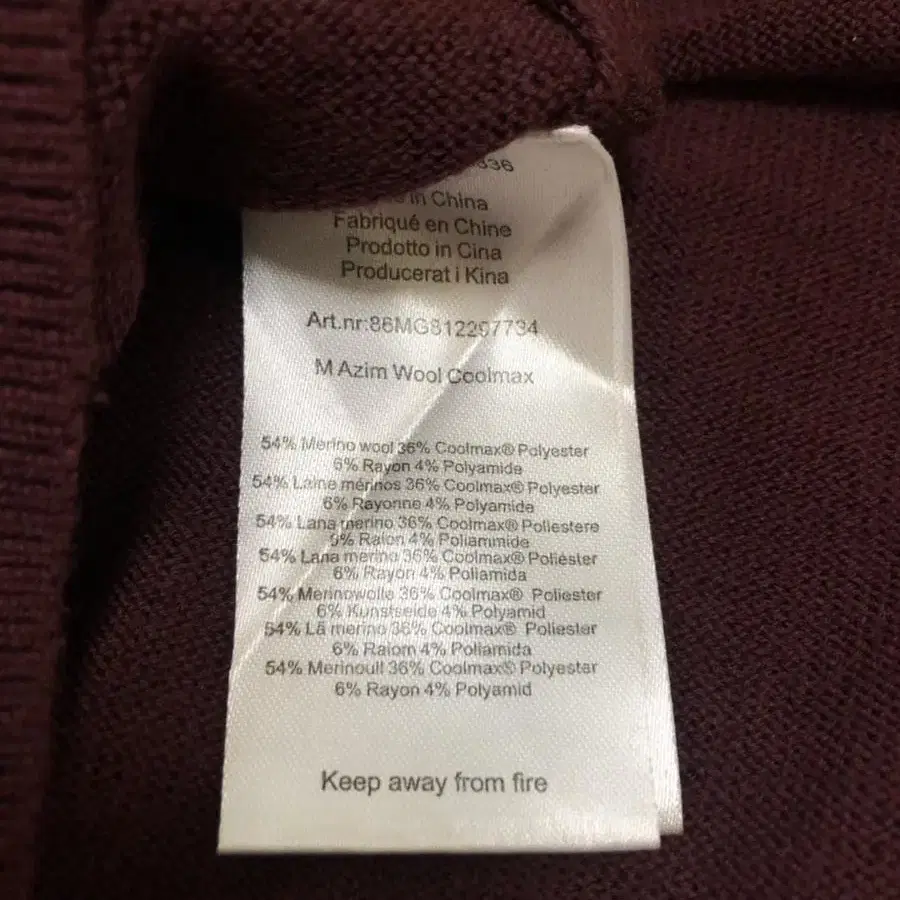 336
in China
Fabriqué en Chine
Prodotto in Cina
Producerat i Kina
Art.nr:86MG812297734
M Azim Wool Coolmax
54% Merino wool 36% Coolmax® Polyester
6% Rayon 4% Polyamide
54% Laine mérinos 36% Coolmax® Polyester
6% Rayonne 4% Polyamide
54% Lana merino 36% Coolmax® Poliestere
6% Raion 4% Poliammide
54% Lana merino 36% Coolmax® Poliéster
6% Rayon 4% Poliamida
54% Merinowolle 36% Coolmax® Poliester
6% Kunstseide 4% Polyamid
54% Lã merino 36% Coolmax® Poliester
6% Raiom 4% Poliamida
54% Merinoull 36% Coolmax® Polyester
6% Rayon 4% Polyamid
Keep away from fire